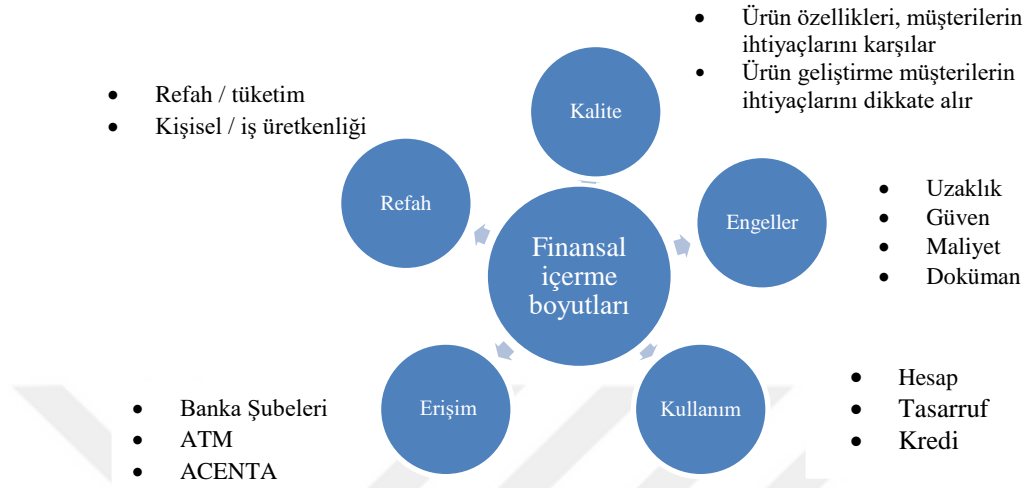 • Ürün özellikleri, müşterilerin
ihtiyaçlarını karşılar
• Ürün geliştirme müşterilerin
ihtiyaçlarını dikkate alır
Kalite
• Refah / tüketim
• Kişisel / iş üretkenliği
Refah
Engeller
• Uzaklık
• Güven
• Maliyet
• Doküman
Finansal
içerme
boyutları
Erişim
• Banka Şubeleri
• ATM
• ACENTA
Kullanım
• Hesap
• Tasarruf
• Kredi